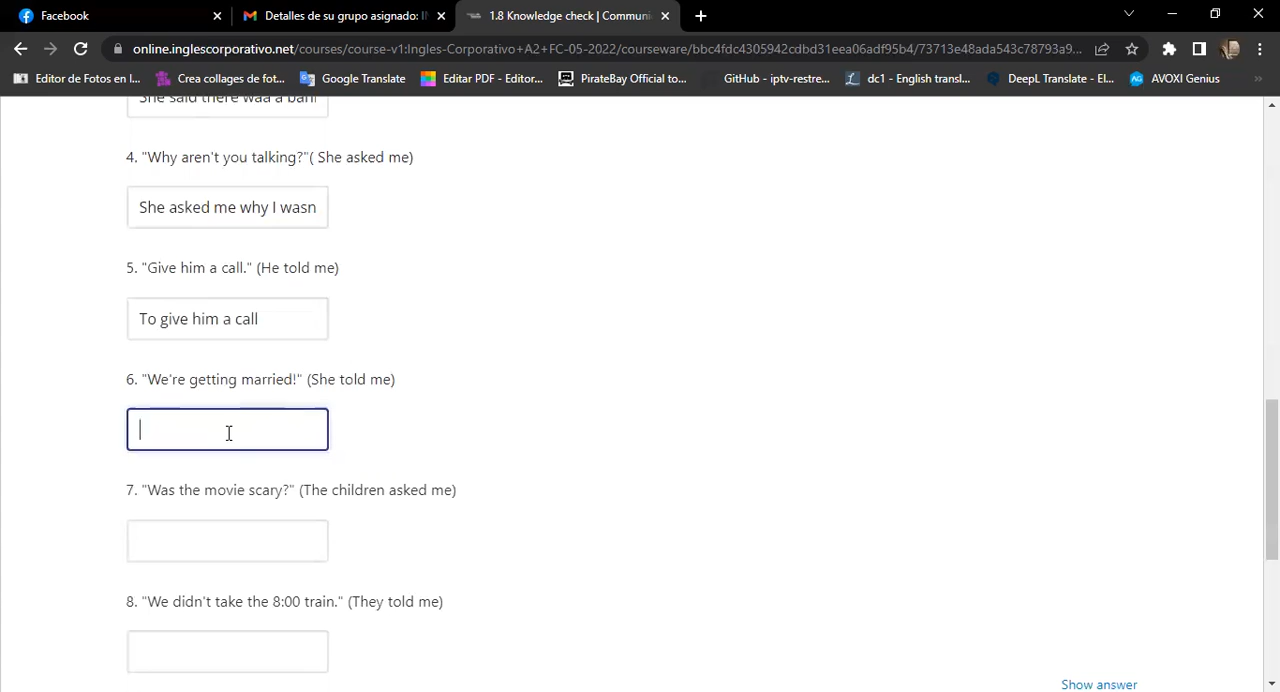 Facebook
Detalles de su grupo asignado: I
1.8 Knowledge check | Communi
online.inglescorporativo.net/courses/course-v1:Ingles-Corporativo+A2+FC-05-2022/courseware/bbc4fdc4305942cdbd31eea06adf95b4/73713e48ada543c78793a9...
Editor de Fotos en l...
Crea collages de fot...
Google Translate
Editar PDF - Editor...
PirateBay Official to...
GitHub - iptv-restre...
dc1 - English transl...
DeepL Translate - El...
AVOXI Genius
She said there waa a ban
4. "Why aren't you talking?"( She asked me)
She asked me why I wasn
5. "Give him a call." (He told me)
To give him a call
6. "We're getting married!" (She told me)
7. "Was the movie scary?" (The children asked me)
8. "We didn't take the 8:00 train." (They told me)
Show answer